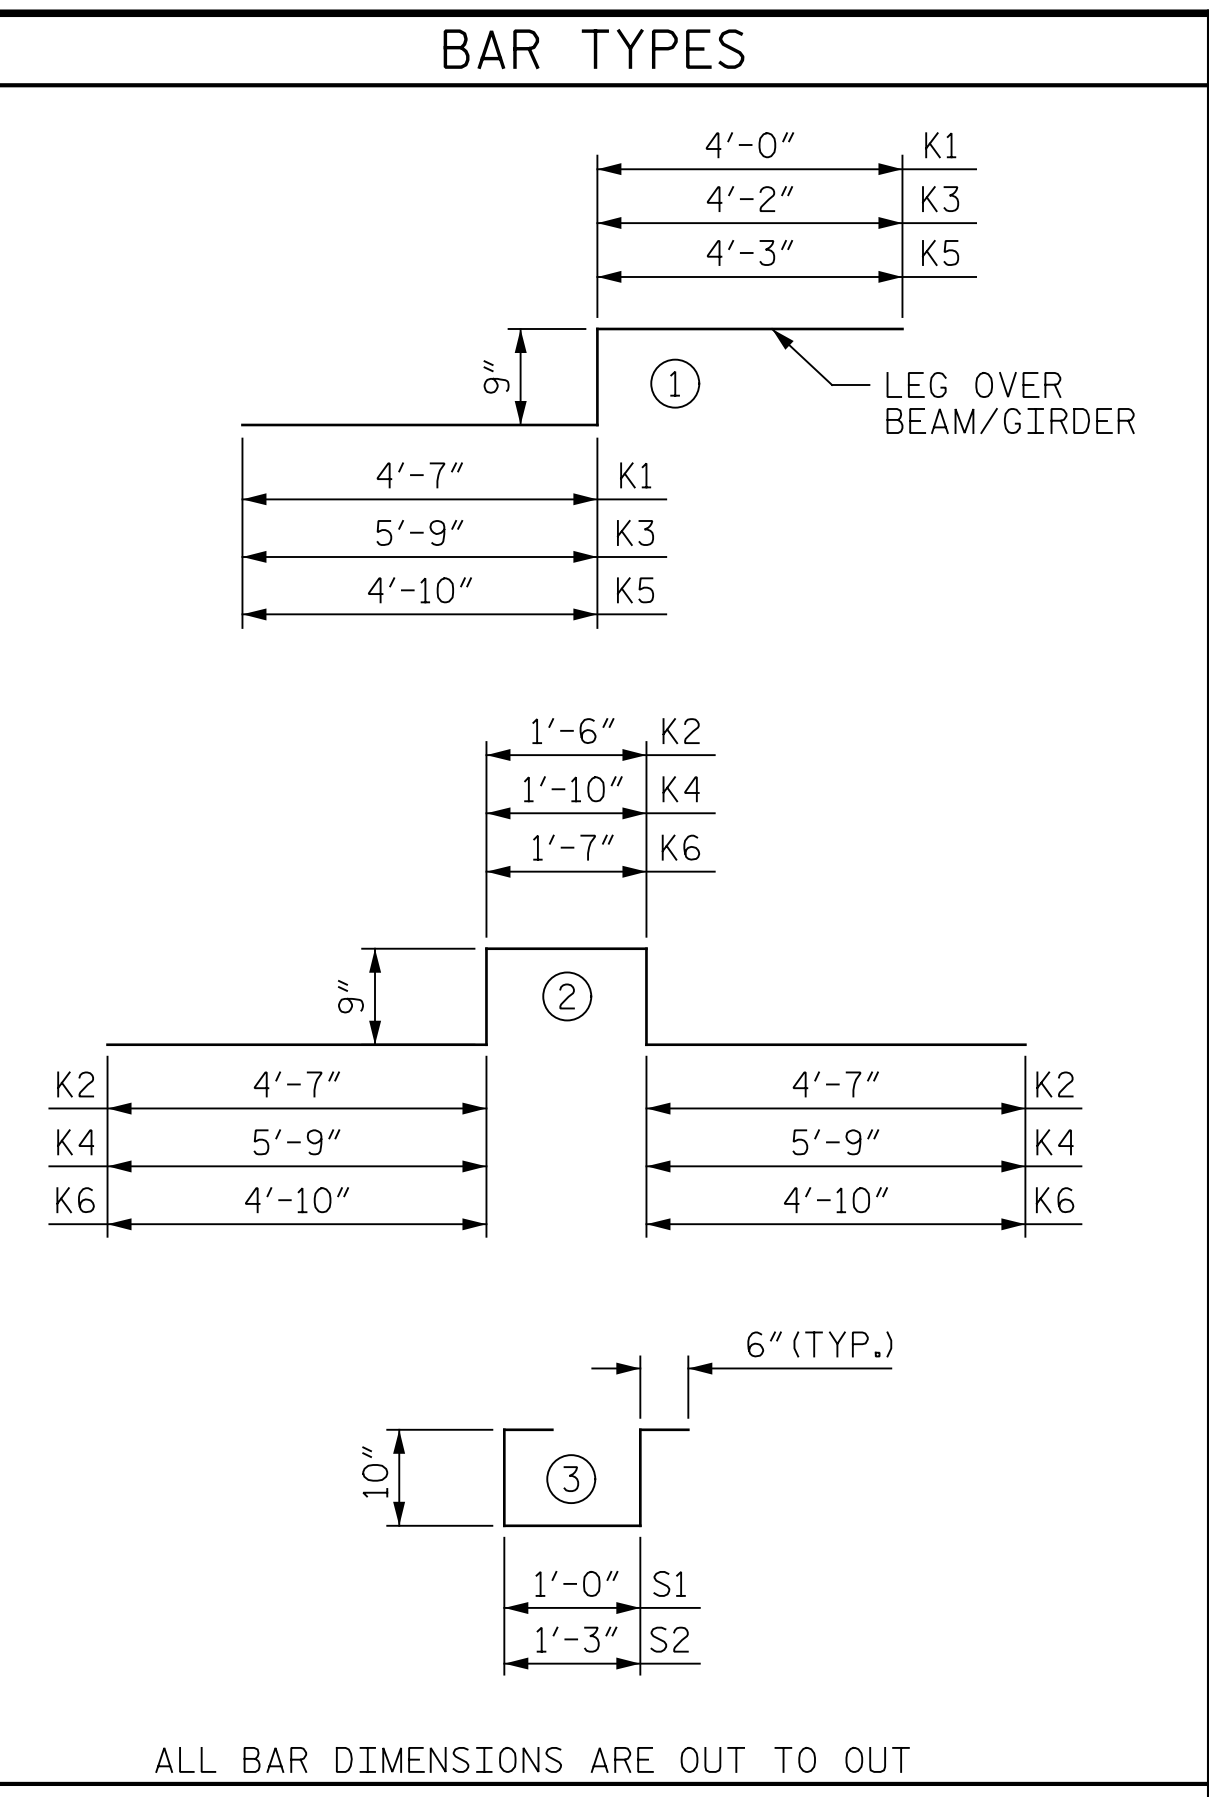 BAR TYPES
4'-0" K1
4'-2" K3
4'-3" K5
9"
1
LEG OVER
BEAM/GIRDER
4'-7" K1
5'-9" K3
4'-10" K5
1'-6" K2
1'-10" K4
1'-7" K6
9"
2
K2 4'-7" 4'-7" K2
K4 5'-9" 5'-9" K4
K6 4'-10" 4'-10" K6
6"(TYP.)
10"
3
1'-0" S1
1'-3" S2
ALL BAR DIMENSIONS ARE OUT TO OUT